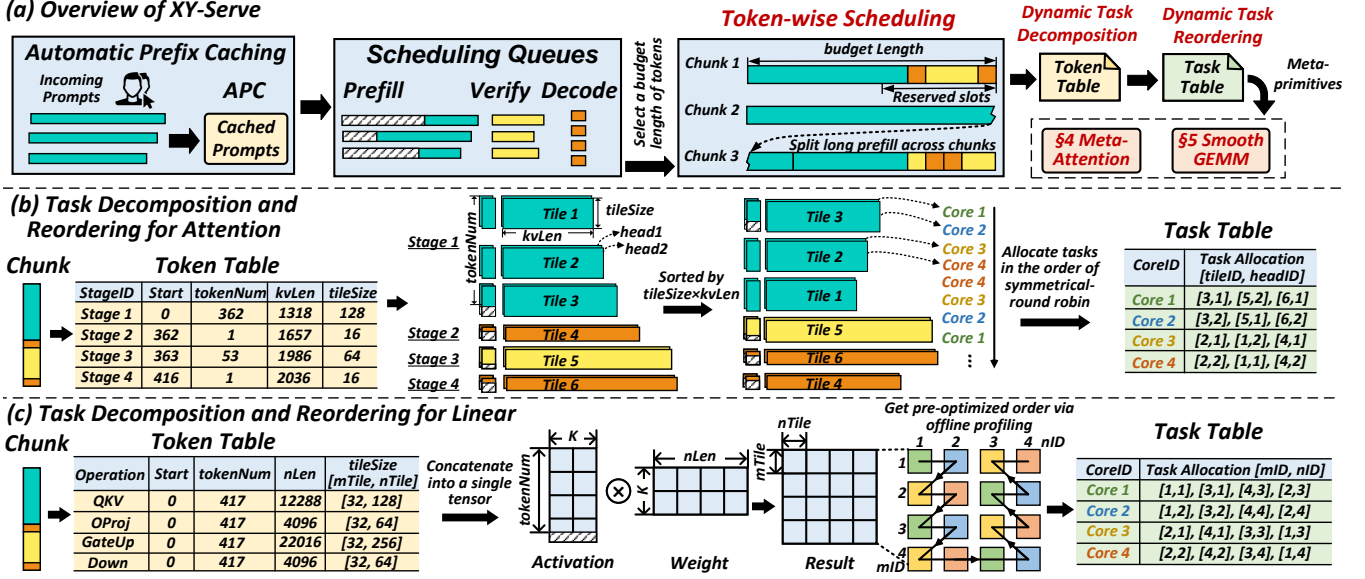 (a) Overview of XY-Serve
Automatic Prefix Caching
Incoming
Prompts
APC
Cached
Prompts
Scheduling Queues
Prefill
Verify
Decode
Select a budget
length of tokens
Token-wise Scheduling
budget Length
Chunk 1
Reserved slots
Chunk 2
Split long prefill across chunks
Chunk 3
Dynamic Task
Decomposition
Dynamic Task
Reordering
Token
Table
Task
Table
Meta-
primitives
§4 Meta-
Attention
§5 Smooth
GEMM
(b) Task Decomposition and
Reordering for Attention
Chunk
Token Table
StageID Start tokenNum kvLen tileSize
Stage 1 0 362 1318 128
Stage 2 362 1 1657 16
Stage 3 363 53 1986 64
Stage 4 416 1 2036 16
Stage 1
Stage 2
Stage 3
Stage 4
tokenNum
Tile 1
tileSize
kvLen
head1
head2
Tile 2
Tile 3
Tile 4
Tile 5
Tile 6
Sorted by
tileSize×kvLen
Tile 3
Tile 2
Tile 1
Tile 5
Tile 6
Tile 4
Core 1
Core 2
Core 3
Core 4
Core 4
Core 3
Core 2
Core 1
...
Allocate tasks
in the order of
symmetrical-
round robin
Task Table
CoreID Task Allocation [tileID, headID]
Core 1 [3,1], [5,2], [6,1]
Core 2 [3,2], [5,1], [6,2]
Core 3 [2,1], [1,2], [4,1]
Core 4 [2,2], [1,1], [4,2]
(c) Task Decomposition and Reordering for Linear
Chunk
Token Table
Operation Start tokenNum nLen tileSize [mTile, nTile]
QKV 0 417 12288 [32, 128]
OProj 0 417 4096 [32, 64]
GateUp 0 417 22016 [32, 256]
Down 0 417 4096 [32, 64]
Concatenate
into a single
tensor
K
tokenNum
Activation
nLen
K
Weight
nTile
mTile
Result
Get pre-optimized order via
offline profiling
1 2 3 4 nID
1
2
3
4
mID
Task Table
CoreID Task Allocation [mID, nID]
Core 1 [1,1], [3,1], [4,3], [2,3]
Core 2 [1,2], [3,2], [4,4], [2,4]
Core 3 [2,1], [4,1], [3,3], [1,3]
Core 4 [2,2], [4,2], [3,4], [1,4]